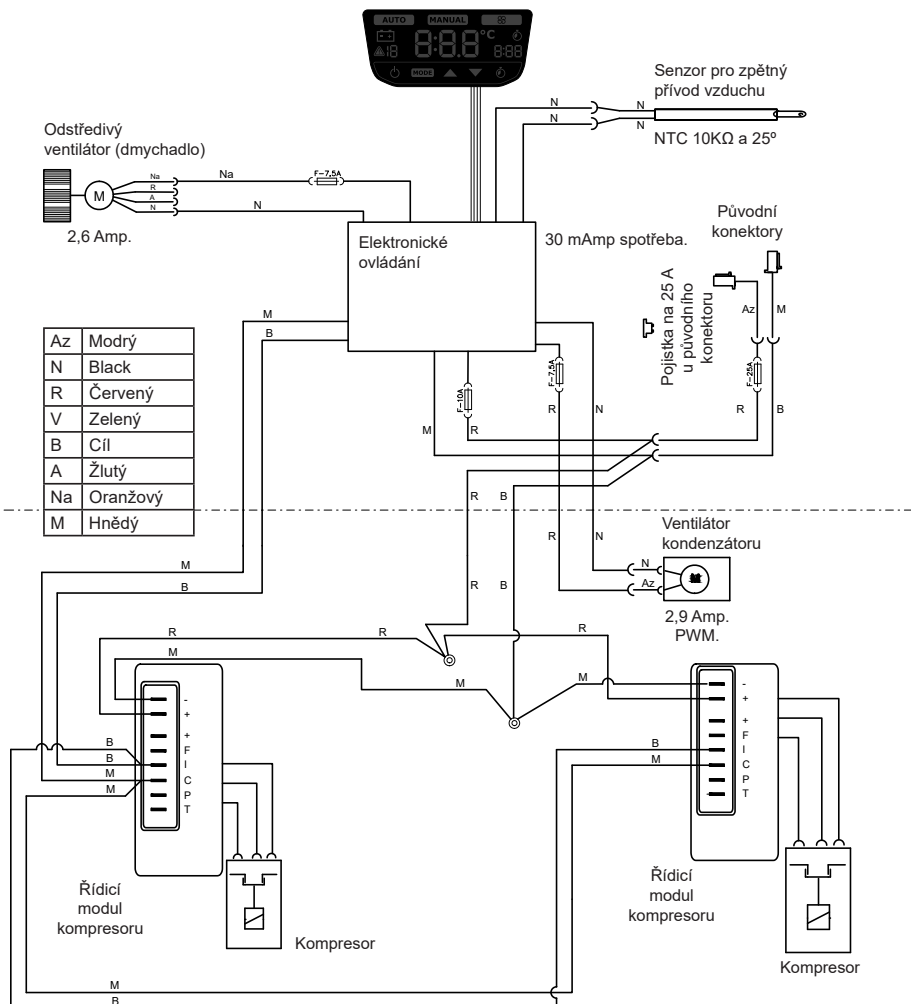 AUTO MANUAL
8:8.8 °C
18 8:88
MODE
Senzor pro zpětný
přívod vzduchu
N N
N N
NTC 10KΩ a 25º
Odstředivý
ventilátor (dmychadlo)
Na Na F-7,5A
R
A
N N
M
2,6 Amp.
Elektronické
ovládání
30 mAmp spotřeba.
Původní
konektory
Pojistka na 25 A
u původního
konektoru
Az M
F-25A
R B
M
B
F-7,5A
F-10A
R N
M R
Az Modrý
N Black
R Červený
V Zelený
B Cíl
A Žlutý
Na Oranžový
M Hnědý
R B
R N
Ventilátor
kondenzátoru
N
Az
2,9 Amp.
PWM.
M
B
R B
R R R
M
M M
-
+
+
F
I
C
P
T
B
B
M
M
-
+
+
F
I
C
P
T
B
M
Řídicí
modul
kompresoru
Kompresor
Řídicí
modul
kompresoru
Kompresor
M
B